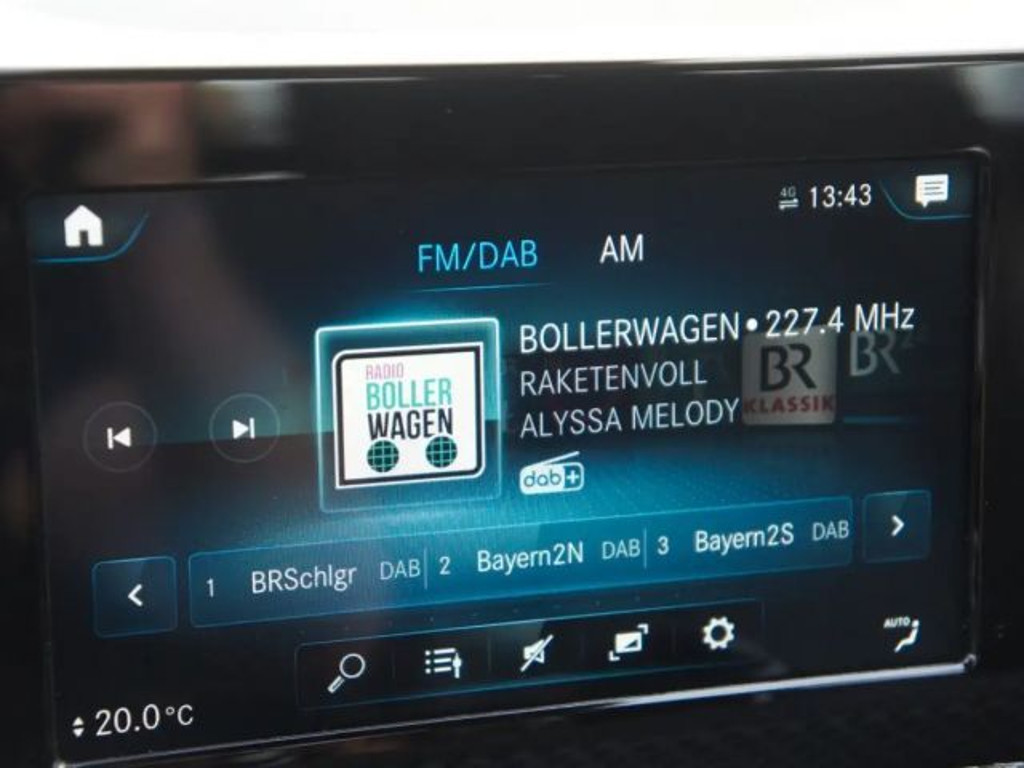 4G 13:43
FM/DAB AM
BOLLERWAGEN • 227.4 MHz
RAKETENVOLL
ALYSSA MELODY
RADIO
BOLLER
WAGEN
BR
KLASSIK
BR
dab+
1 BRSchlgr DAB 2 Bayern2N DAB 3 Bayern2S DAB
AUTO
20.0°C